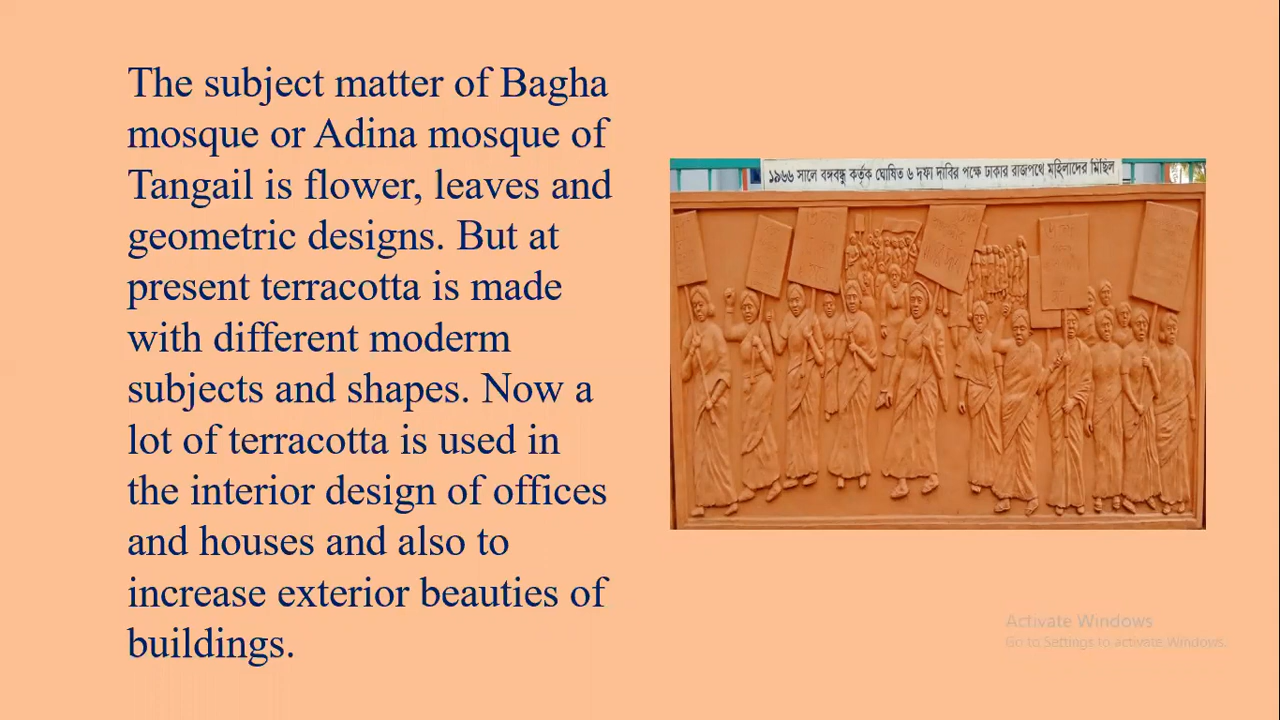 The subject matter of Bagha
mosque or Adina mosque of
Tangail is flower, leaves and
geometric designs. But at
present terracotta is made
with different moderm
subjects and shapes. Now a
lot of terracotta is used in
the interior design of offices
and houses and also to
increase exterior beauties of
buildings.
১৯৬৬ সালে বঙ্গবন্ধু কর্তৃক ঘোষিত ৬ দফা দাবির পক্ষে ঢাকার রাজপথে মহিলাদের মিছিল
Activate Windows
Go to Settings to activate Windows.